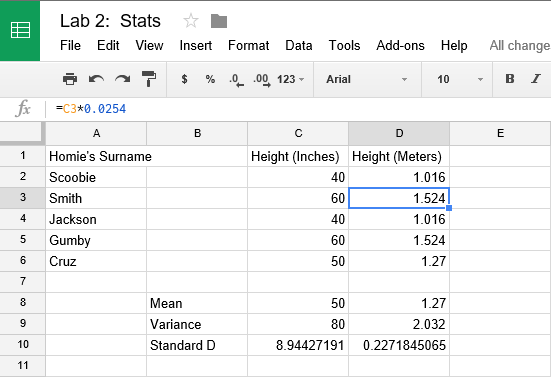 Lab 2: Stats
File Edit View Insert Format Data Tools Add-ons Help All change
$ % .0 .00 123 Arial 10 B I
fx =C3*0.0254
A B C D E
1 Homie's Surname Height (Inches) Height (Meters)
2 Scoobie 40 1.016
3 Smith 60 1.524
4 Jackson 40 1.016
5 Gumby 60 1.524
6 Cruz 50 1.27
7
8 Mean 50 1.27
9 Variance 80 2.032
10 Standard D 8.94427191 0.2271845065
11